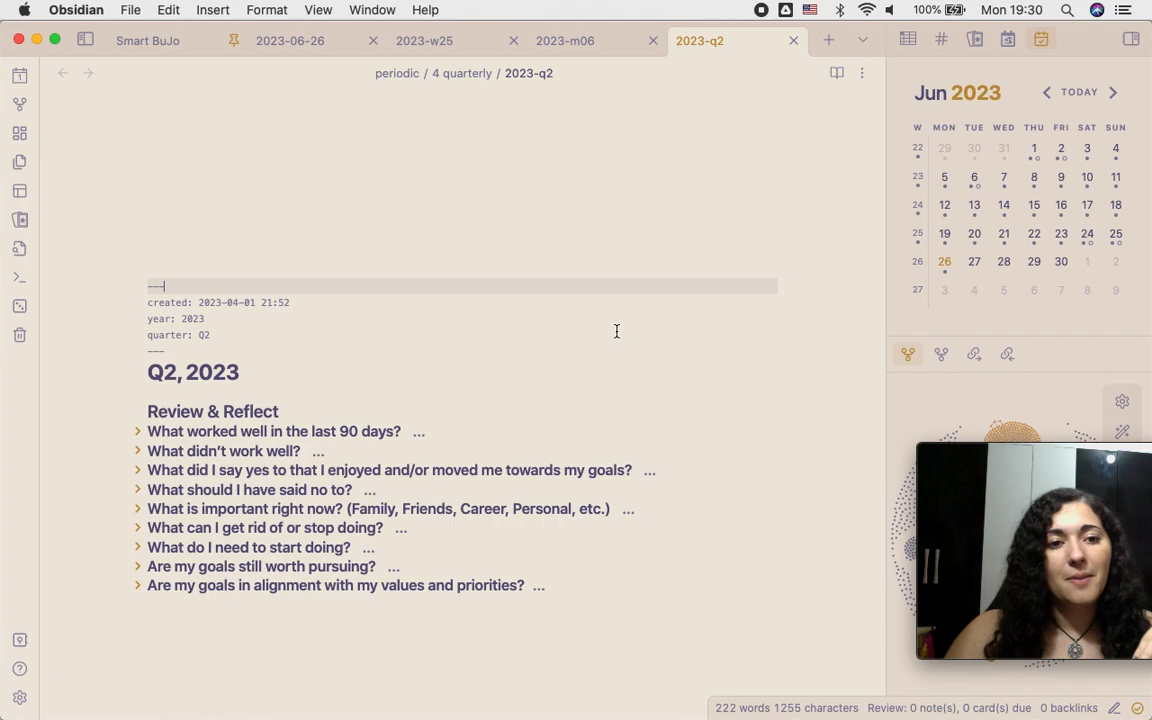 Obsidian File Edit Insert Format View Window Help 100% Mon 19:30
Smart BuJo 2023-06-26 2023-w25 2023-m06 2023-q2
periodic / 4 quarterly / 2023-q2
---
created: 2023-04-01 21:52
year: 2023
quarter: Q2
---
Q2, 2023
Review & Reflect
What worked well in the last 90 days? ...
What didn't work well? ...
What did I say yes to that I enjoyed and/or moved me towards my goals? ...
What should I have said no to? ...
What is important right now? (Family, Friends, Career, Personal, etc.) ...
What can I get rid of or stop doing? ...
What do I need to start doing? ...
Are my goals still worth pursuing? ...
Are my goals in alignment with my values and priorities? ...
Jun 2023 TODAY
W MON TUE WED THU FRI SAT SUN
22 29 30 31 1 2 3 4
23 5 6 7 8 9 10 11
24 12 13 14 15 16 17 18
25 19 20 21 22 23 24 25
26 26 27 28 29 30 1 2
27 3 4 5 6 7 8 9
222 words 1255 characters Review: 0 note(s), 0 card(s) due 0 backlinks